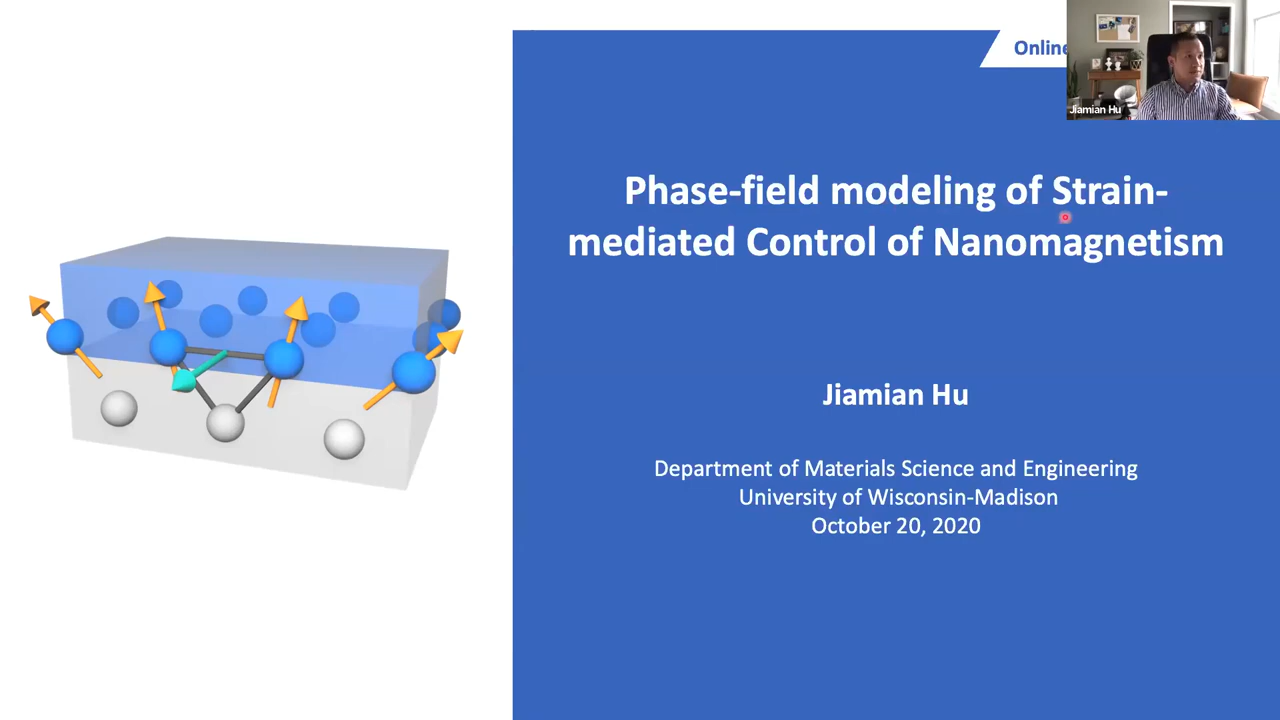 Online
Jiamian Hu
Phase-field modeling of Strain-
mediated Control of Nanomagnetism
Jiamian Hu
Department of Materials Science and Engineering
University of Wisconsin-Madison
October 20, 2020